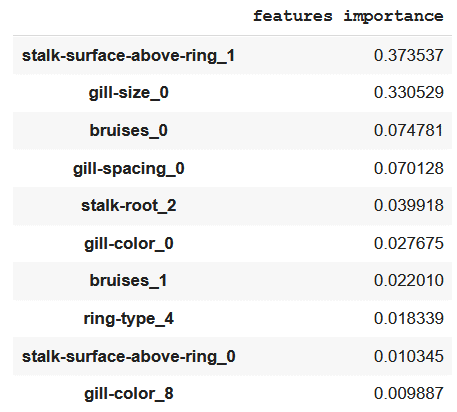 features importance
stalk-surface-above-ring_1 0.373537
gill-size_0 0.330529
bruises_0 0.074781
gill-spacing_0 0.070128
stalk-root_2 0.039918
gill-color_0 0.027675
bruises_1 0.022010
ring-type_4 0.018339
stalk-surface-above-ring_0 0.010345
gill-color_8 0.009887